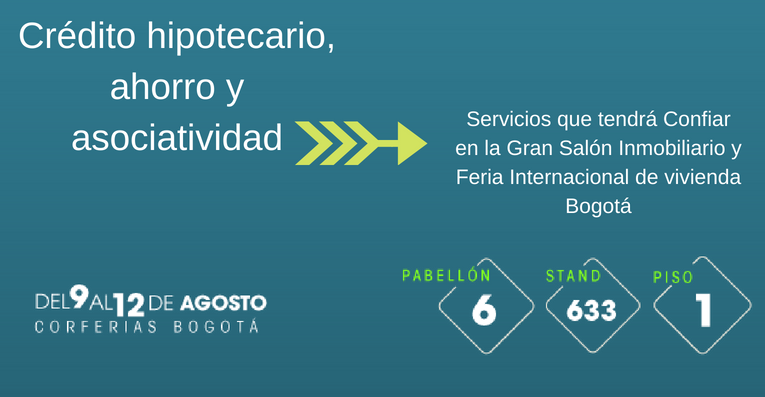 Crédito hipotecario,
ahorro y
asociatividad
Servicios que tendrá Confiar
en la Gran Salón Inmobiliario y
Feria Internacional de vivienda
Bogotá
DEL 9 AL 12 DE AGOSTO
CORFERIAS BOGOTÁ
PABELLÓN
6
STAND
633
PISO
1